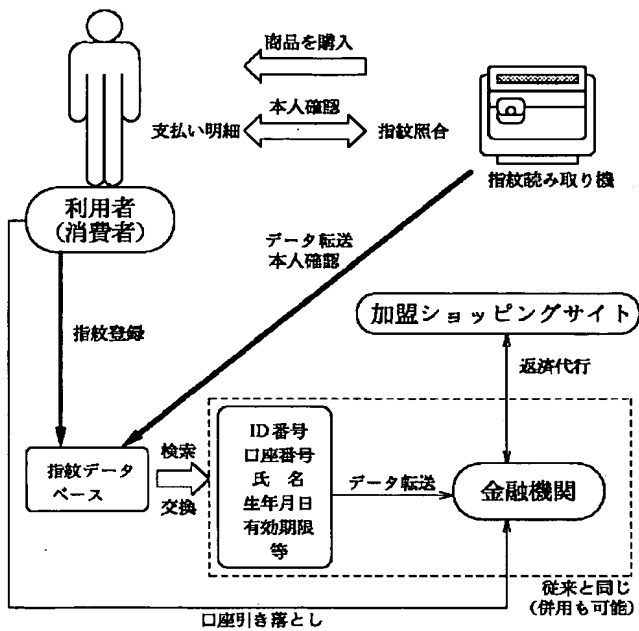 商品を購入
支払い明細
本人確認
指紋照合
指紋読み取り機
利用者
(消費者)
データ転送
本人確認
加盟ショッピングサイト
指紋登録
返済代行
指紋データ
ベース
検索
交換
ID番号
口座番号
氏 名
生年月日
有効期限
等
データ転送
金融機関
従来と同じ
(併用も可能)
口座引き落とし